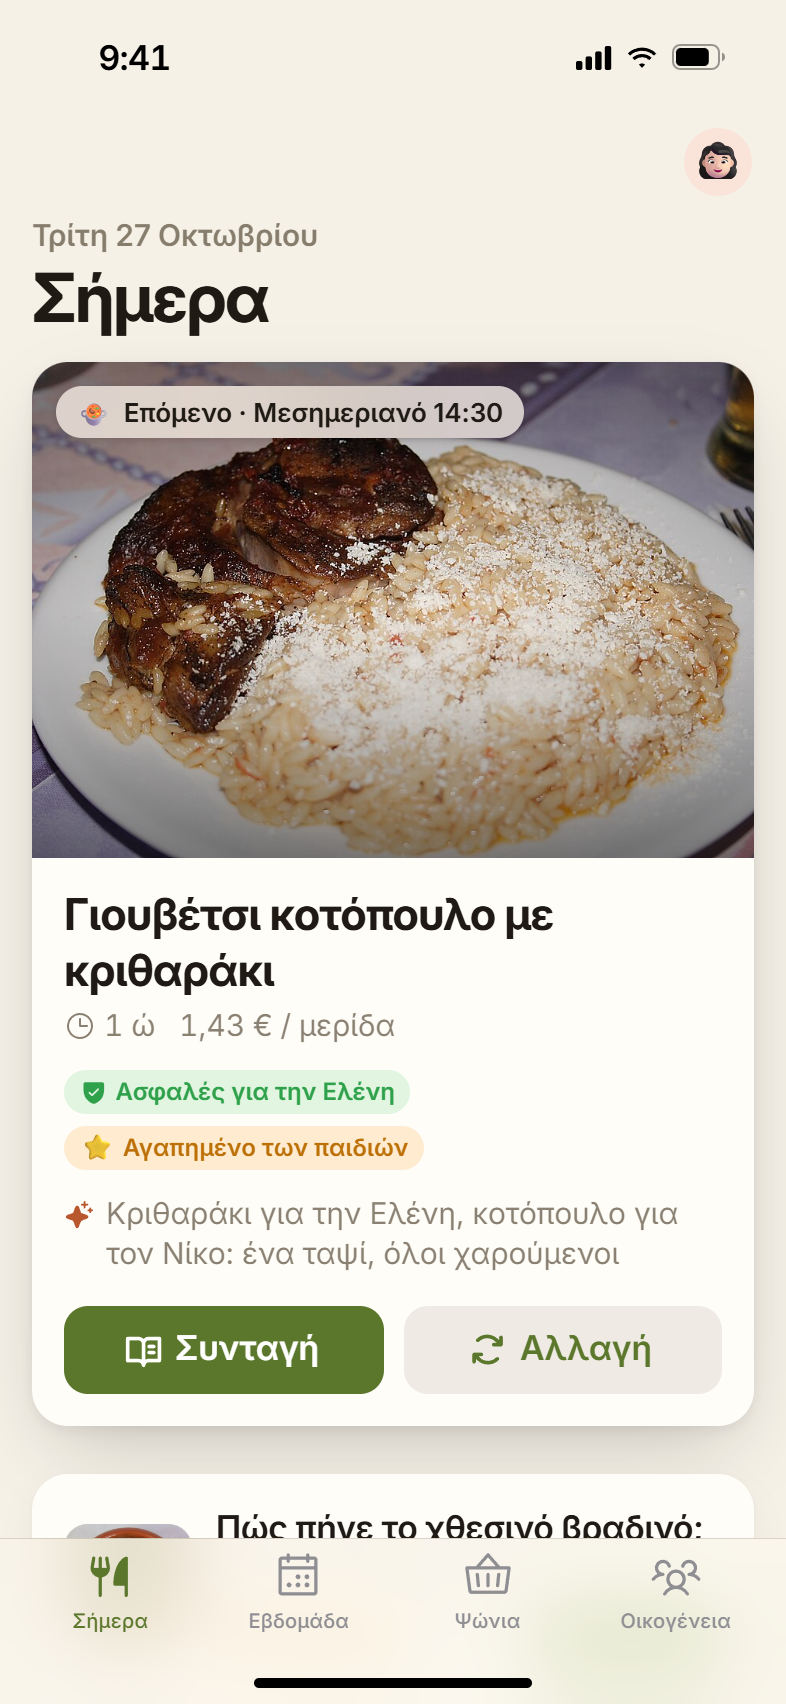 9:41
Τρίτη 27 Οκτωβρίου
Σήμερα
Επόμενο · Μεσημεριανό 14:30
Γιουβέτσι κοτόπουλο με
κριθαράκι
1 ώ 1,43 € / μερίδα
Ασφαλές για την Ελένη
Αγαπημένο των παιδιών
Κριθαράκι για την Ελένη, κοτόπουλο για
τον Νίκο: ένα ταψί, όλοι χαρούμενοι
Συνταγή
Αλλαγή
Πώς πήγε το χθεσινό βραδινό;
Σήμερα
Εβδομάδα
Ψώνια
Οικογένεια